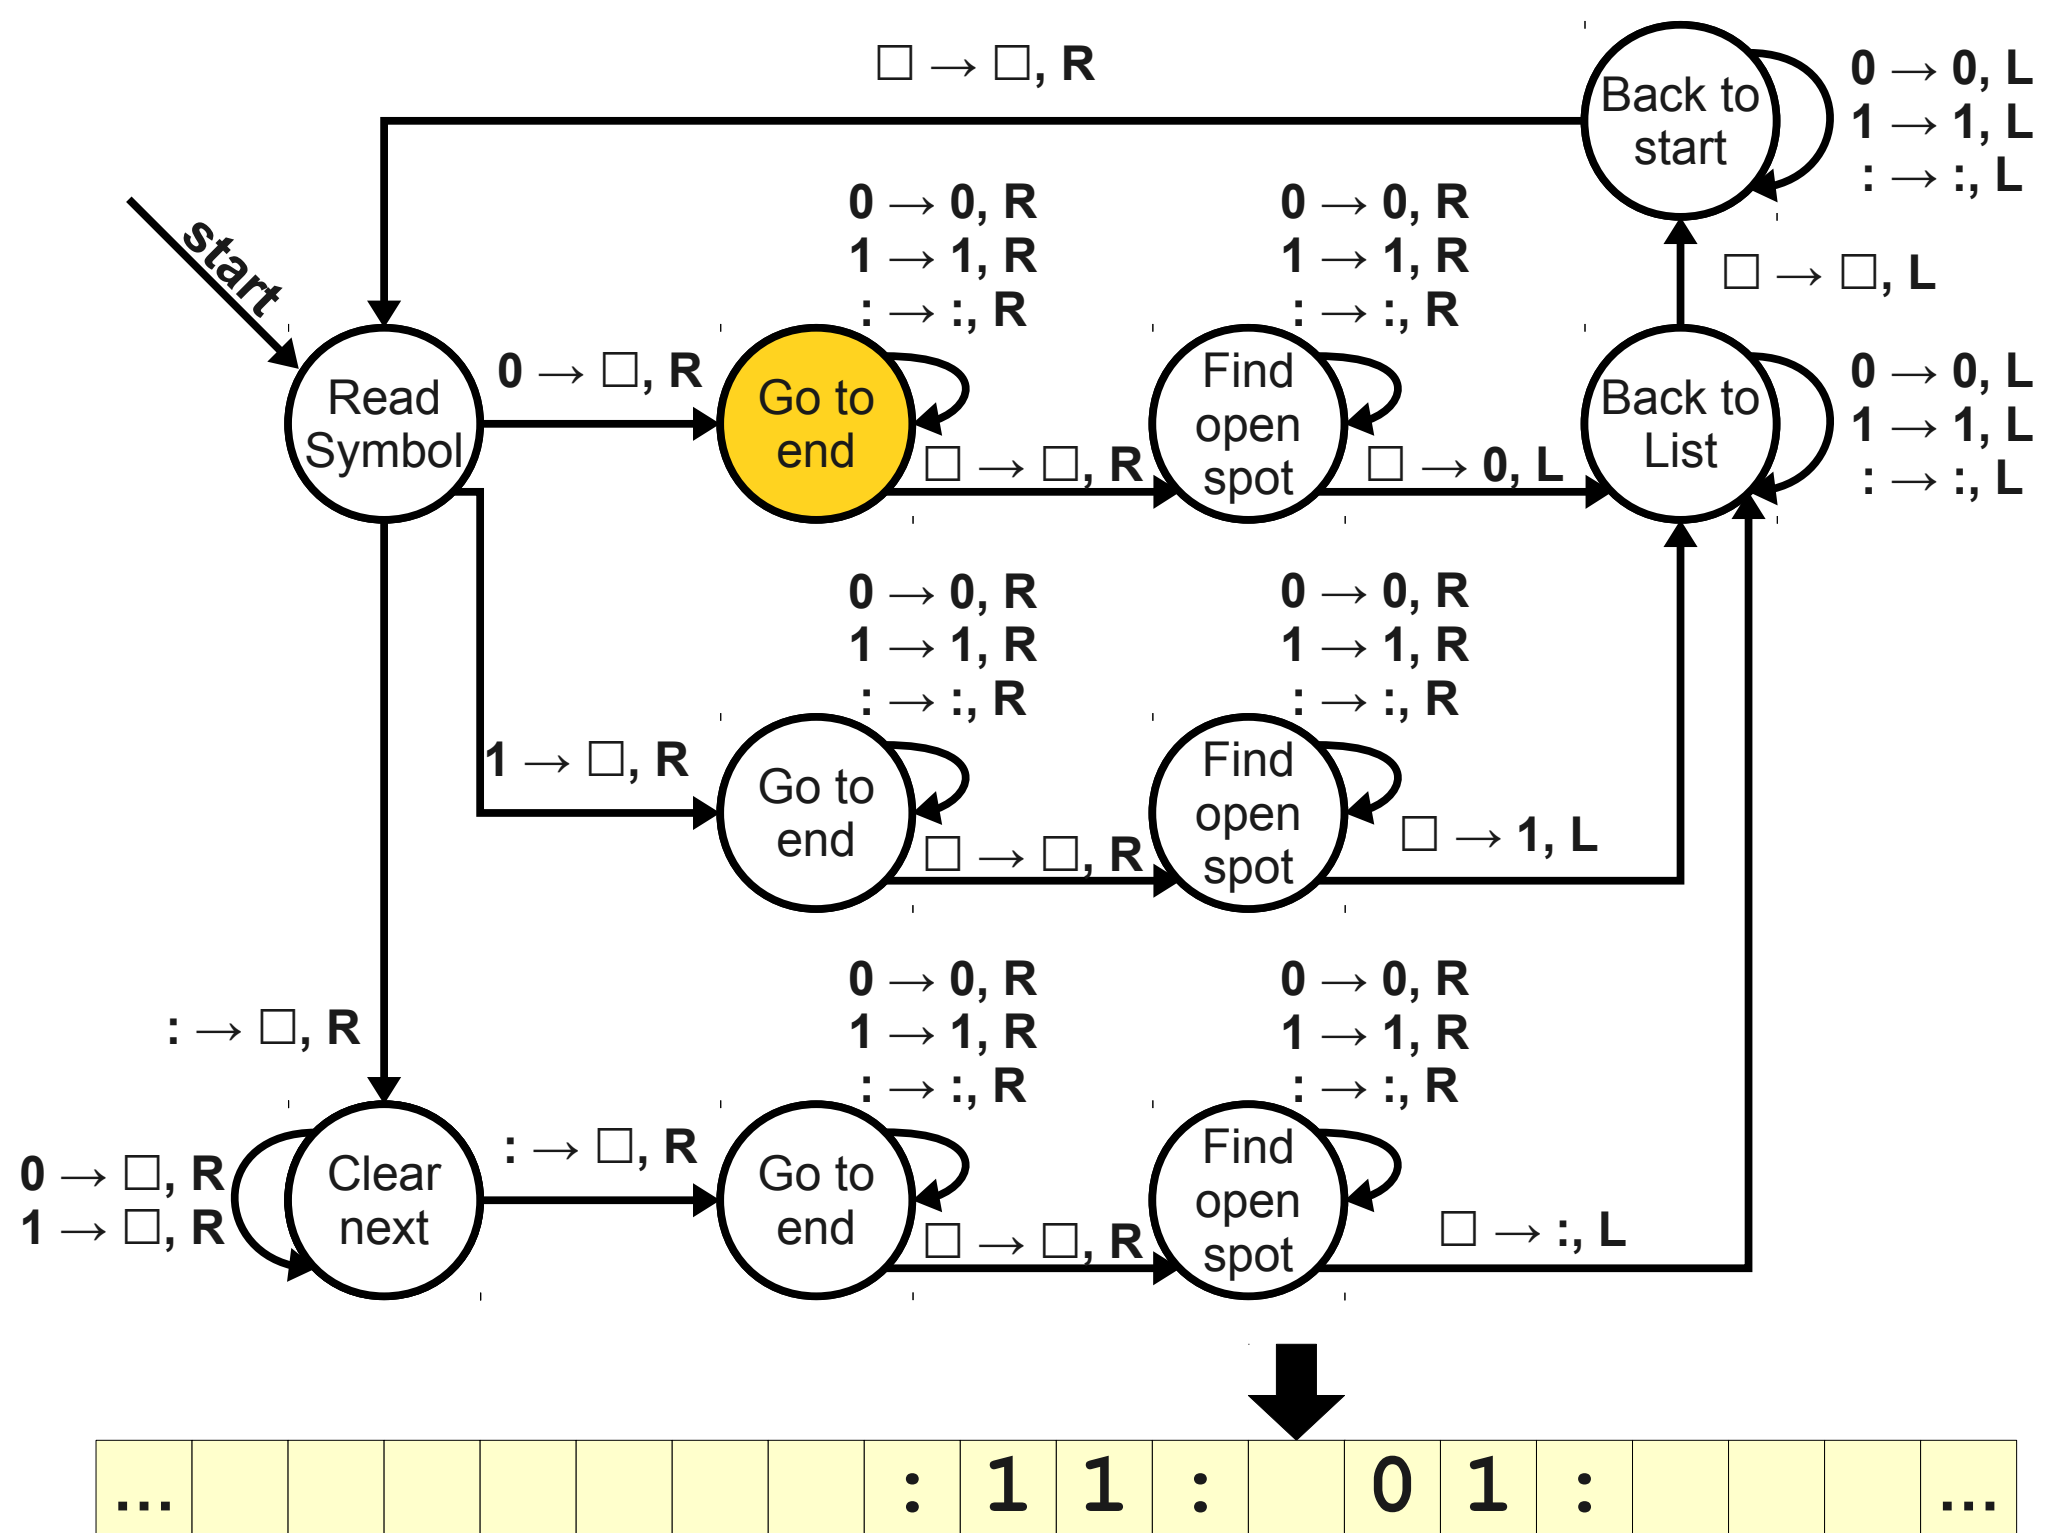 □ → □, R
Back to
start
0 → 0, L
1 → 1, L
: → :, L
start
0 → 0, R
1 → 1, R
: → :, R
0 → 0, R
1 → 1, R
: → :, R
□ → □, L
Read
Symbol
0 → □, R
Go to
end
□ → □, R
Find
open
spot
□ → 0, L
Back to
List
0 → 0, L
1 → 1, L
: → :, L
0 → 0, R
1 → 1, R
: → :, R
0 → 0, R
1 → 1, R
: → :, R
1 → □, R
Go to
end
□ → □, R
Find
open
spot
□ → 1, L
: → □, R
0 → 0, R
1 → 1, R
: → :, R
0 → 0, R
1 → 1, R
: → :, R
0 → □, R
1 → □, R
Clear
next
: → □, R
Go to
end
□ → □, R
Find
open
spot
□ → :, L
... : 1 1 : 0 1 : ...